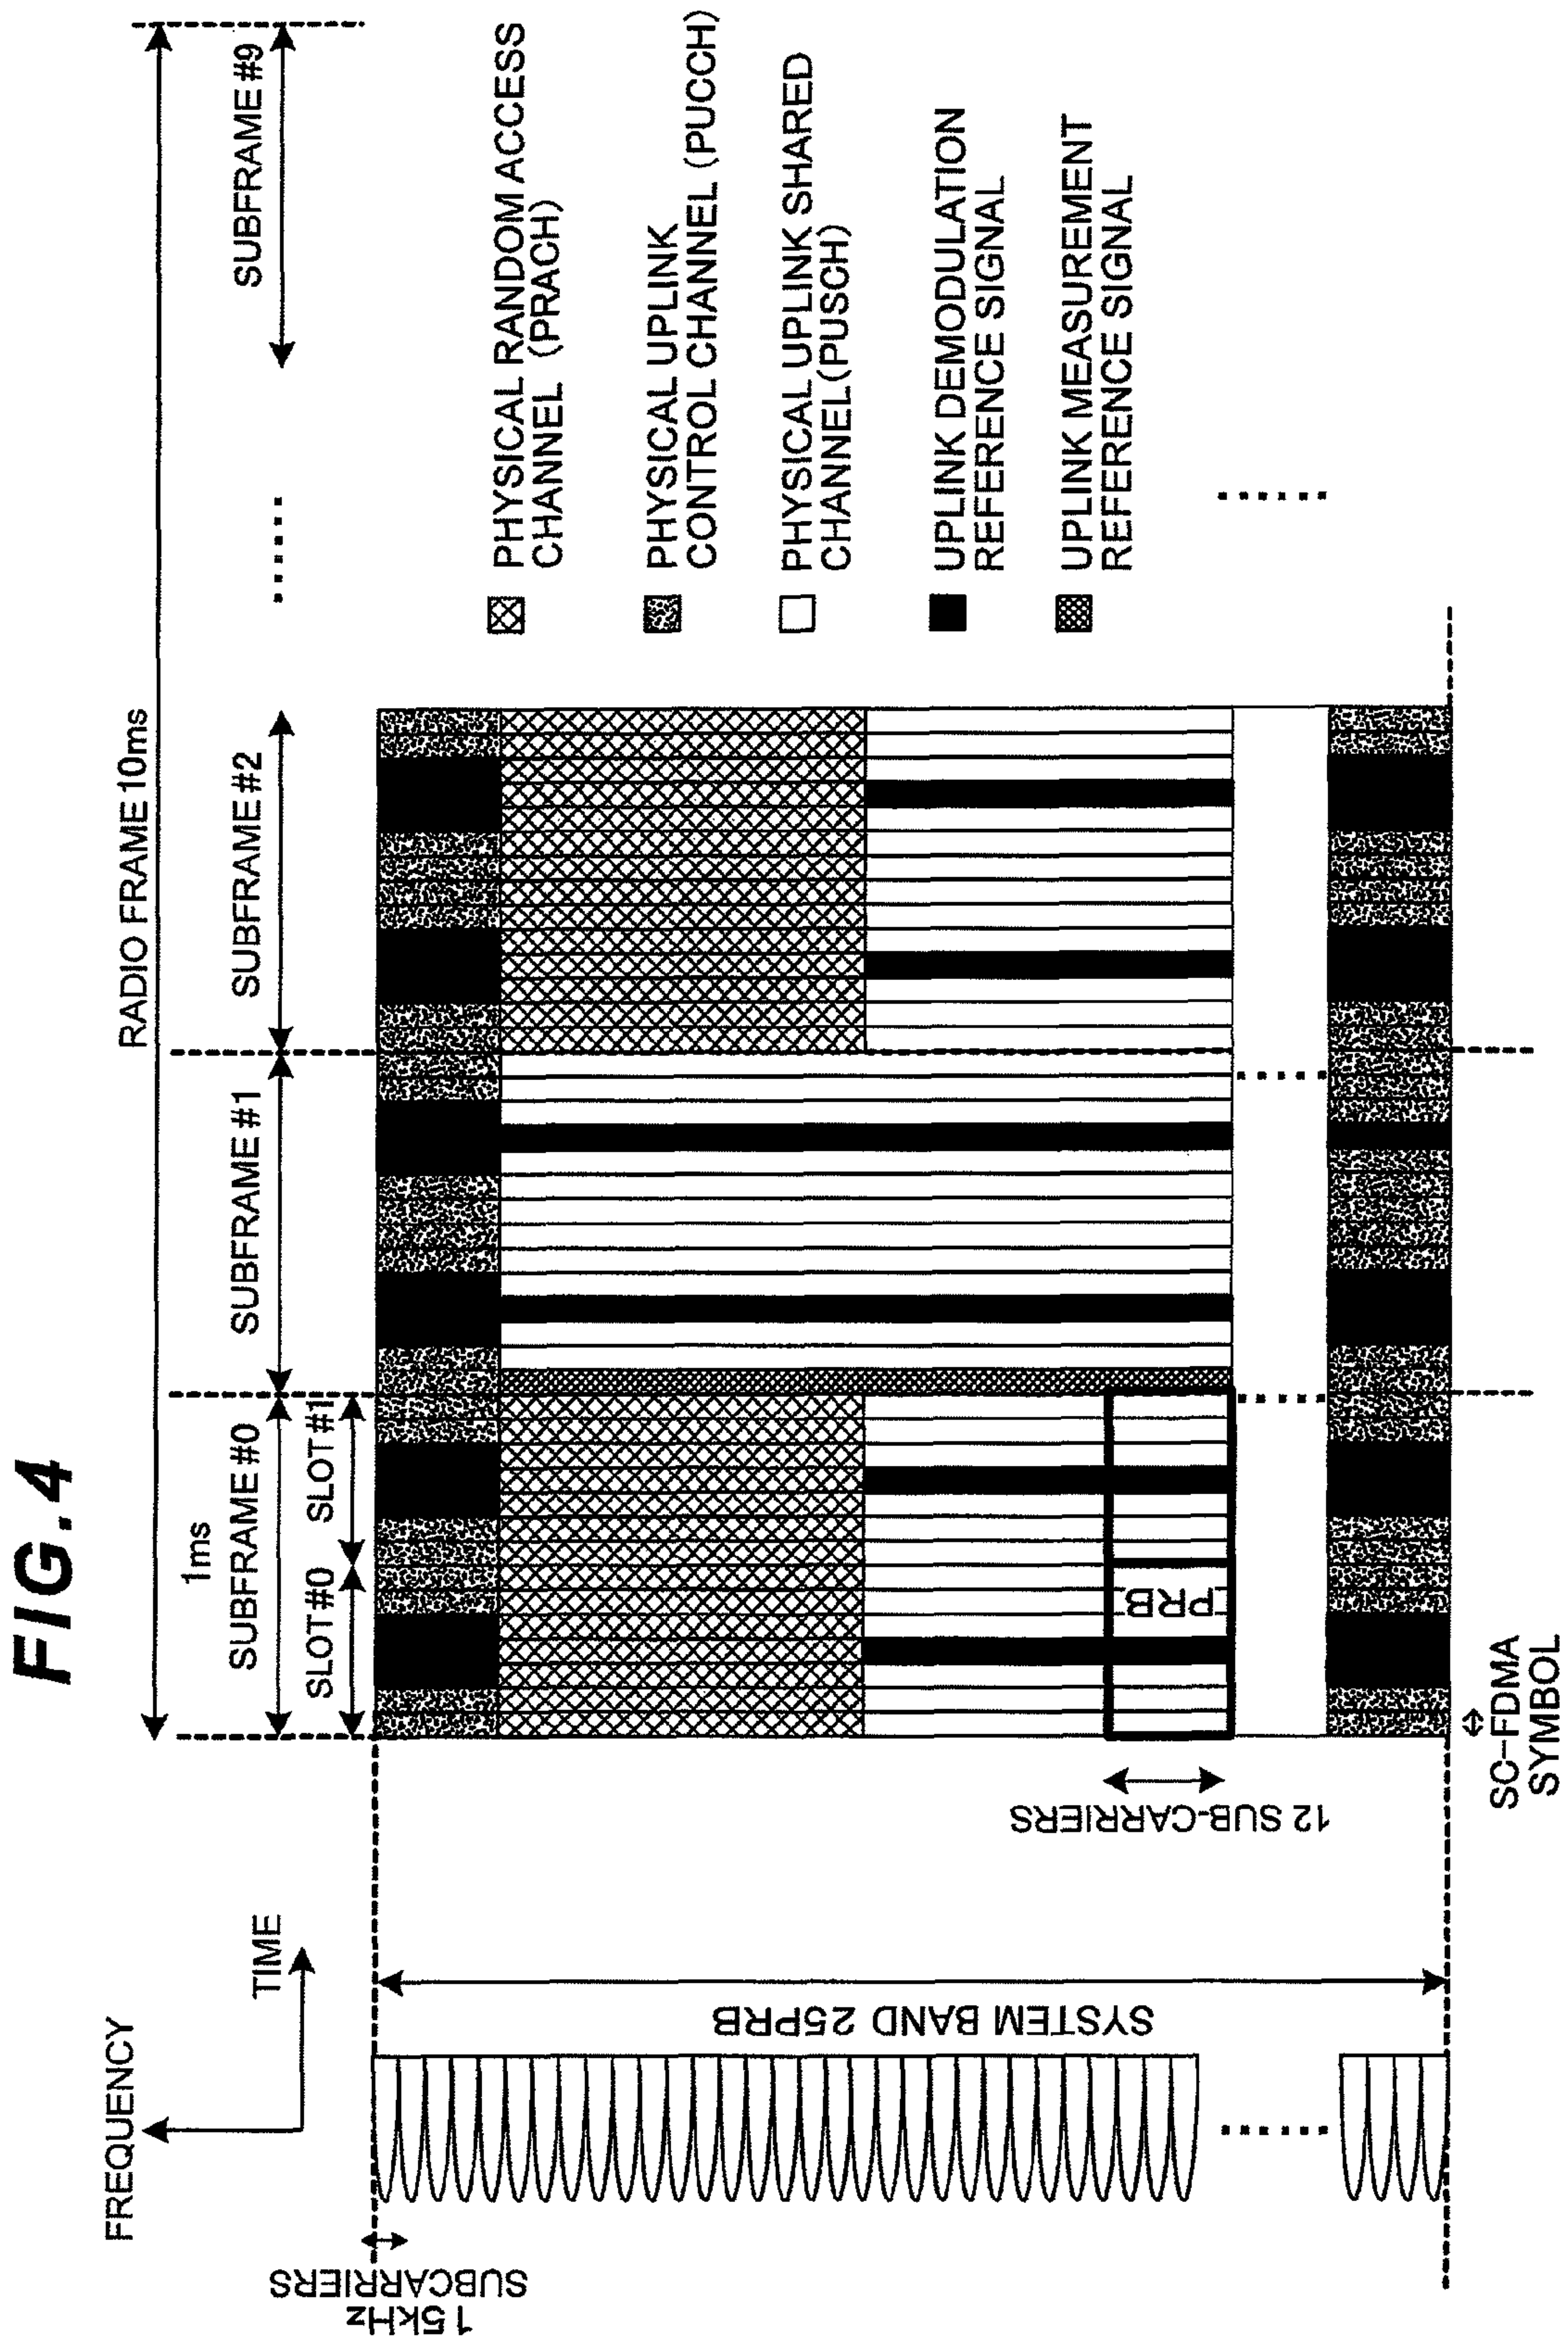 FIG.4
RADIO FRAME 10ms
1ms
SUBFRAME #0
SUBFRAME #1
SUBFRAME #2
SUBFRAME #9
SLOT#0
SLOT#1
FREQUENCY
TIME
15kHz
SUBCARRIERS
SYSTEM BAND 25PRB
12 SUB-CARRIERS
PRB
SC-FDMA
SYMBOL
PHYSICAL RANDOM ACCESS
CHANNEL (PRACH)
PHYSICAL UPLINK
CONTROL CHANNEL (PUCCH)
PHYSICAL UPLINK SHARED
CHANNEL(PUSCH)
UPLINK DEMODULATION
REFERENCE SIGNAL
UPLINK MEASUREMENT
REFERENCE SIGNAL